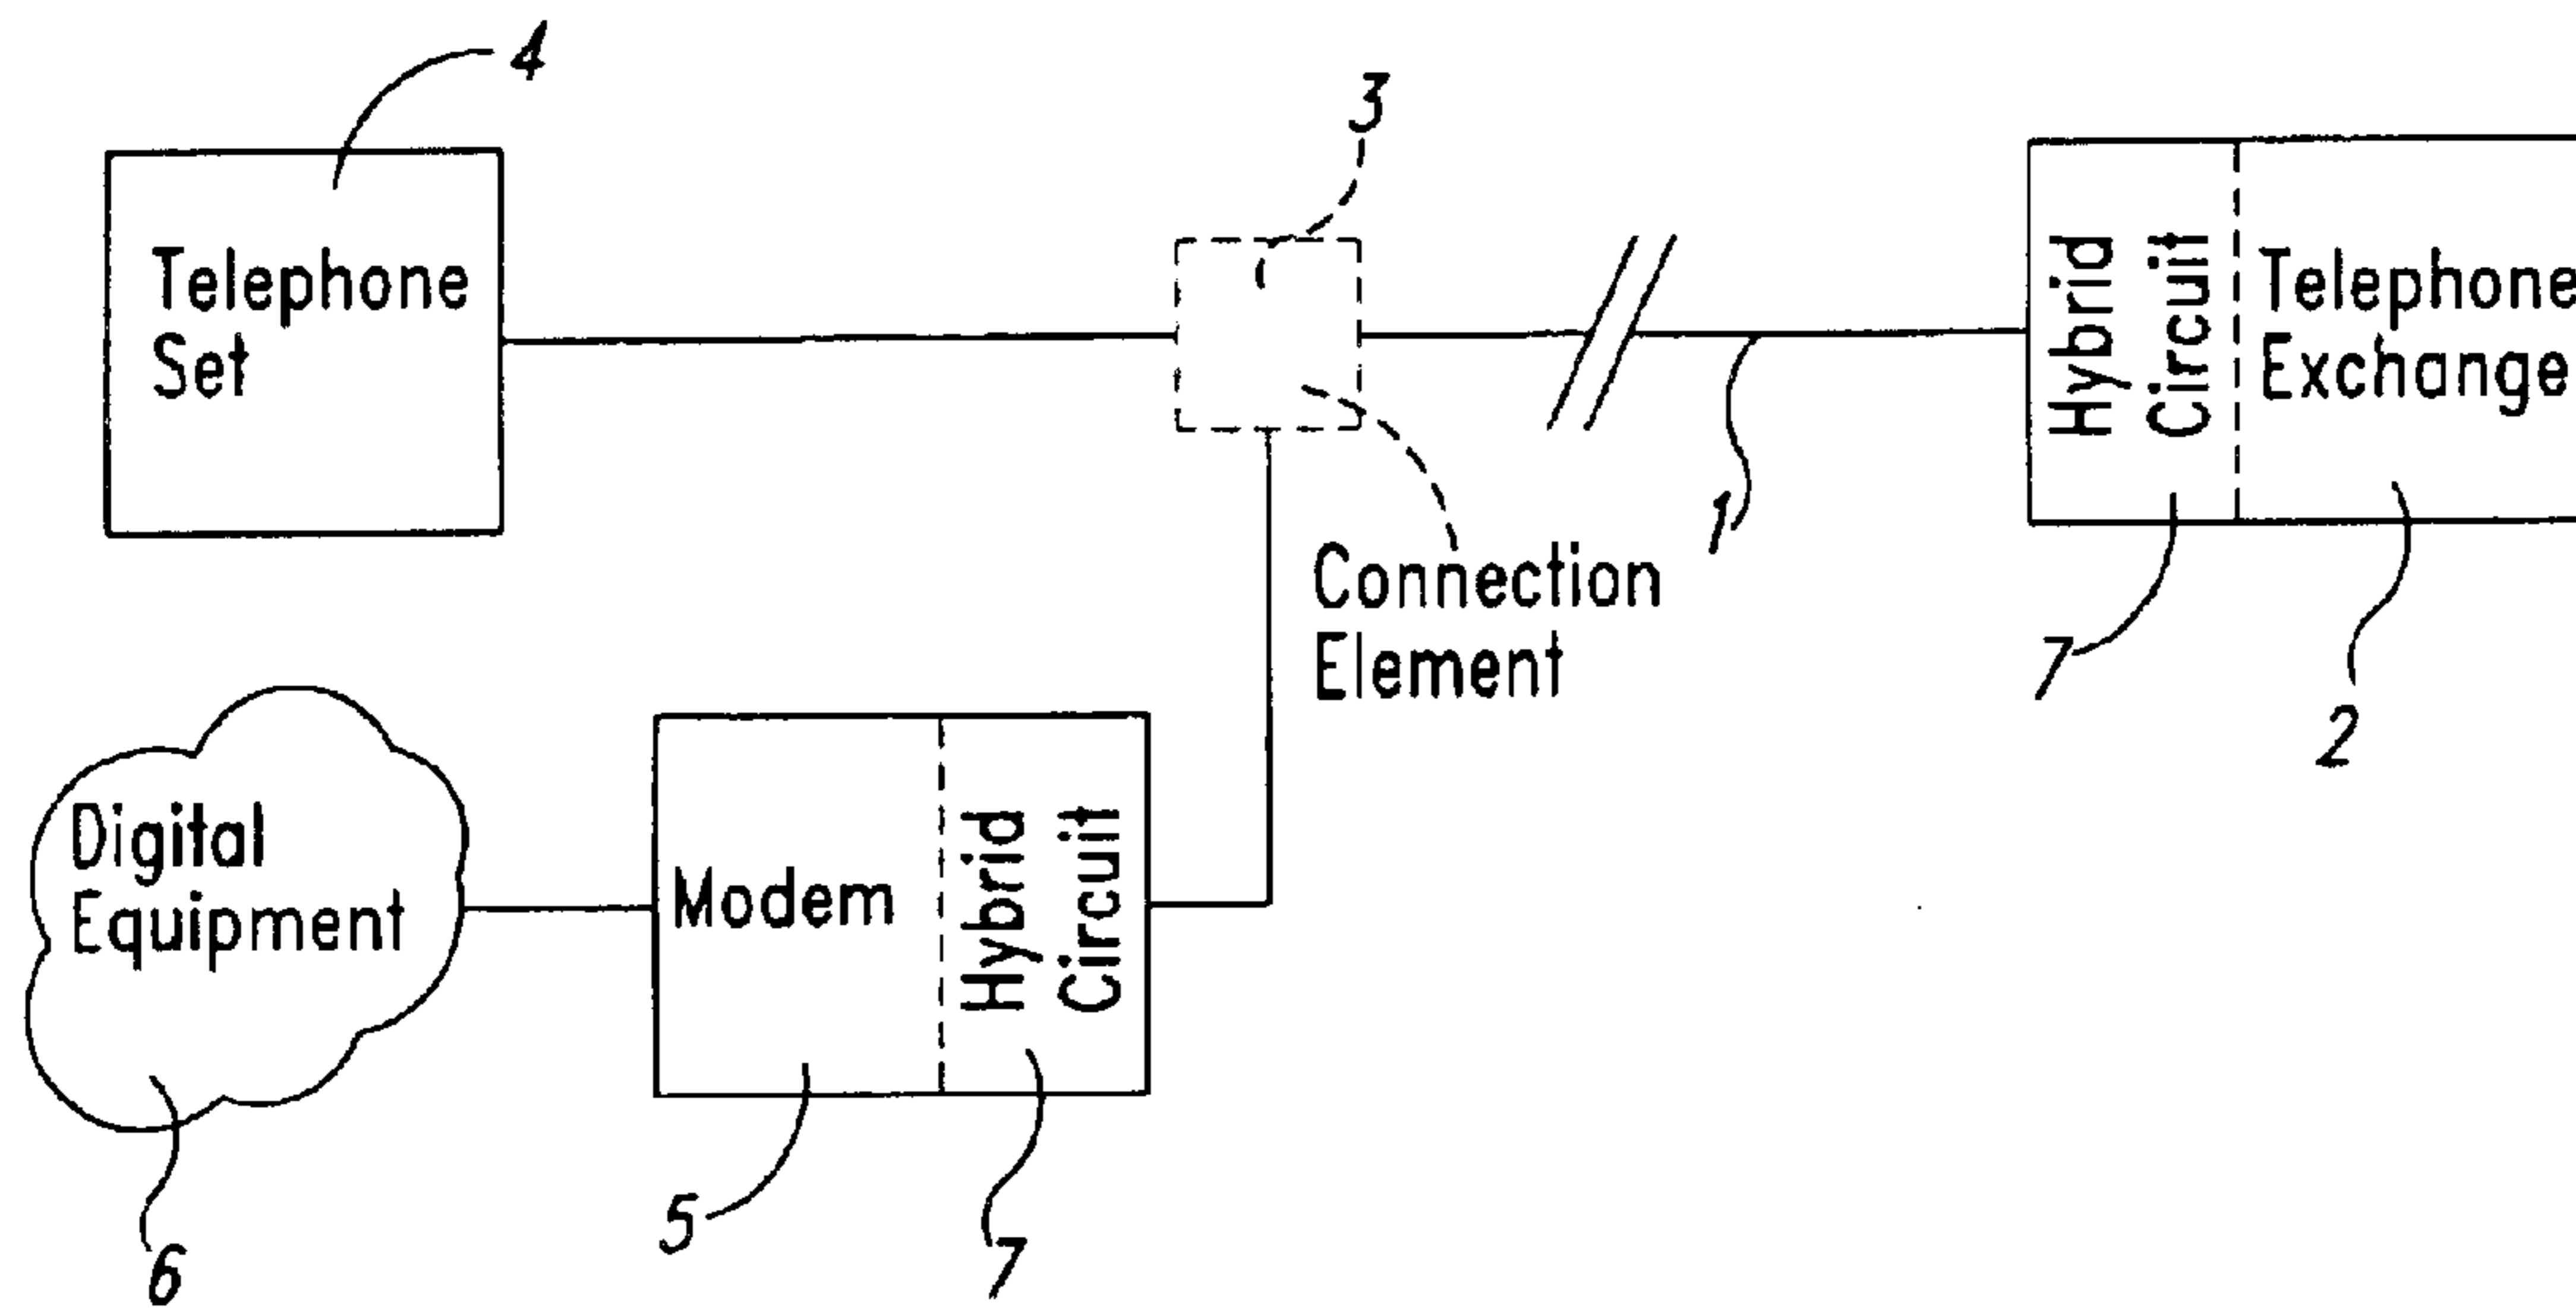 4
3
Telephone
Set
Hybrid
Circuit
Telephone
Exchange
1
Connection
Element
7
2
Digital
Equipment
Modem
Hybrid
Circuit
5
7
6